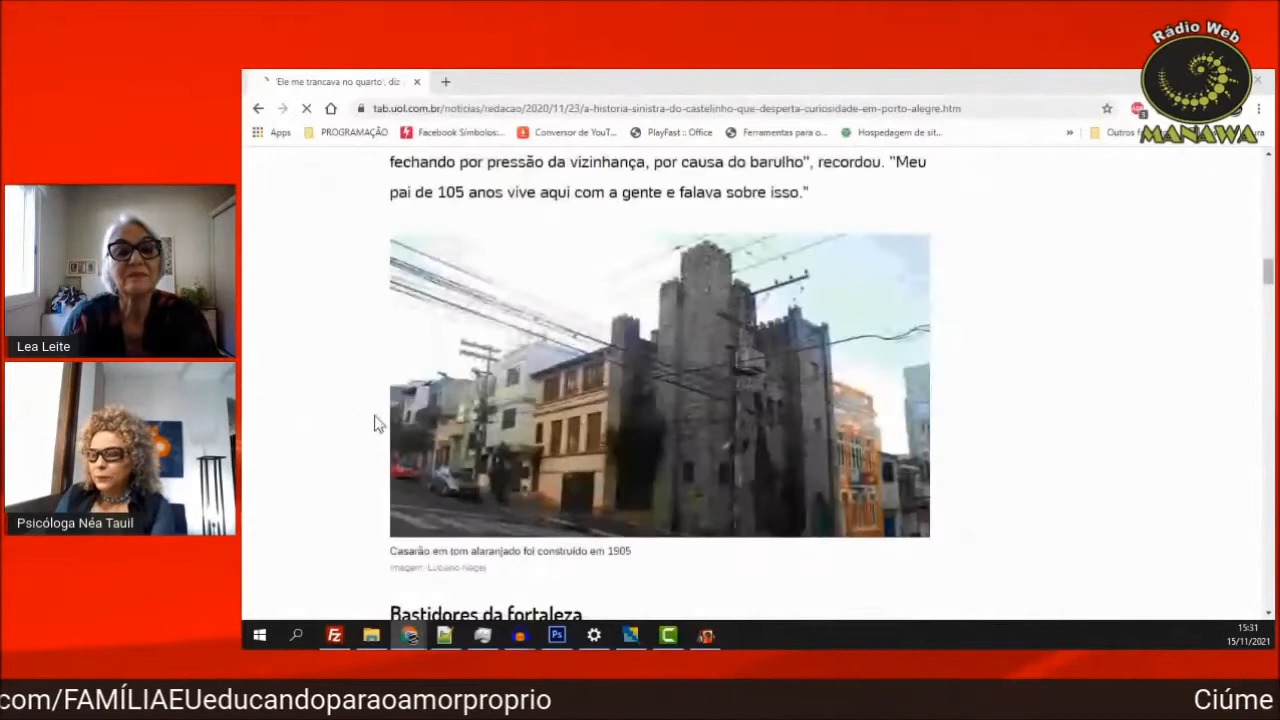 Rádio Web
MANAWA
'Ele me trancava no quarto', diz
tab.uol.com.br/noticias/redacao/2020/11/23/a-historia-sinistra-do-castelinho-que-desperta-curiosidade-em-porto-alegre.htm
Apps PROGRAMAÇÃO Facebook Símbolos:... Conversor de YouT... PlayFast :: Office Ferramentas para o... Hospedagem de sit... » Outros
fechando por pressão da vizinhança, por causa do barulho", recordou. "Meu
pai de 105 anos vive aqui com a gente e falava sobre isso."
Lea Leite
Psicóloga Néa Tauil
Casarão em tom alaranjado foi construído em 1905
Imagem: Luciano Nagel
Bastidores da fortaleza
15:31
15/11/2021
com/FAMÍLIAEUeducandoparaoamorproprio
Ciúme